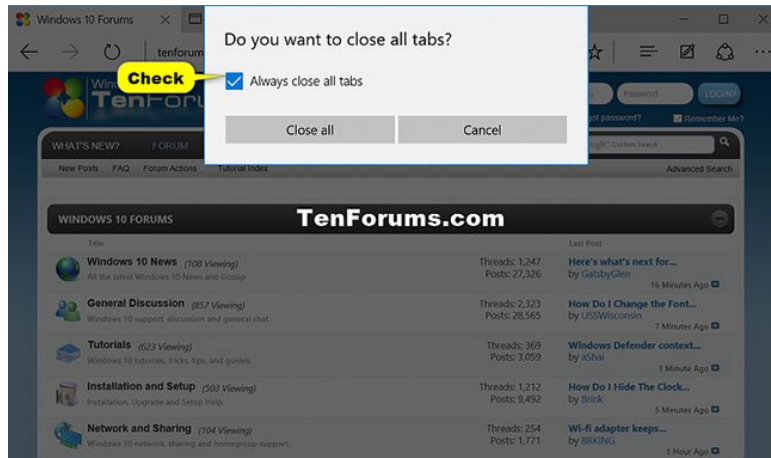 Windows 10 Forums
tenforum
Do you want to close all tabs?
Check
Always close all tabs
Close all
Cancel
Password
LOGIN?
got password?
Remember Me?
TenForu
WHAT'S NEW?
FORUM
Custom Search
New Posts
FAQ
Forum Actions
Tutorial Index
Advanced Search
WINDOWS 10 FORUMS
TenForums.com
Title
Last Post
Windows 10 News (108 Viewing)
All the latest Windows 10 News and Gossip
Threads: 1,247
Posts: 27,326
Here's what's next for...
by GatsbyGlen
16 Minutes Ago
General Discussion (857 Viewing)
Windows 10 support, discussion and general chat
Threads: 2,323
Posts: 28,565
How Do I Change the Font...
by USSWisconsin
7 Minutes Ago
Tutorials (623 Viewing)
Windows 10 tutorials, tricks, tips, and guides.
Threads: 369
Posts: 3,059
Windows Defender context...
by aShai
1 Minute Ago
Installation and Setup (503 Viewing)
Installation, Upgrade and Setup Help.
Threads: 1,212
Posts: 9,492
How Do I Hide The Clock...
by Brink
5 Minutes Ago
Network and Sharing (104 Viewing)
Windows 10 network, sharing and homegroup support.
Threads: 254
Posts: 1,771
Wi-fi adapter keeps...
by BRKING
1 Hour Ago